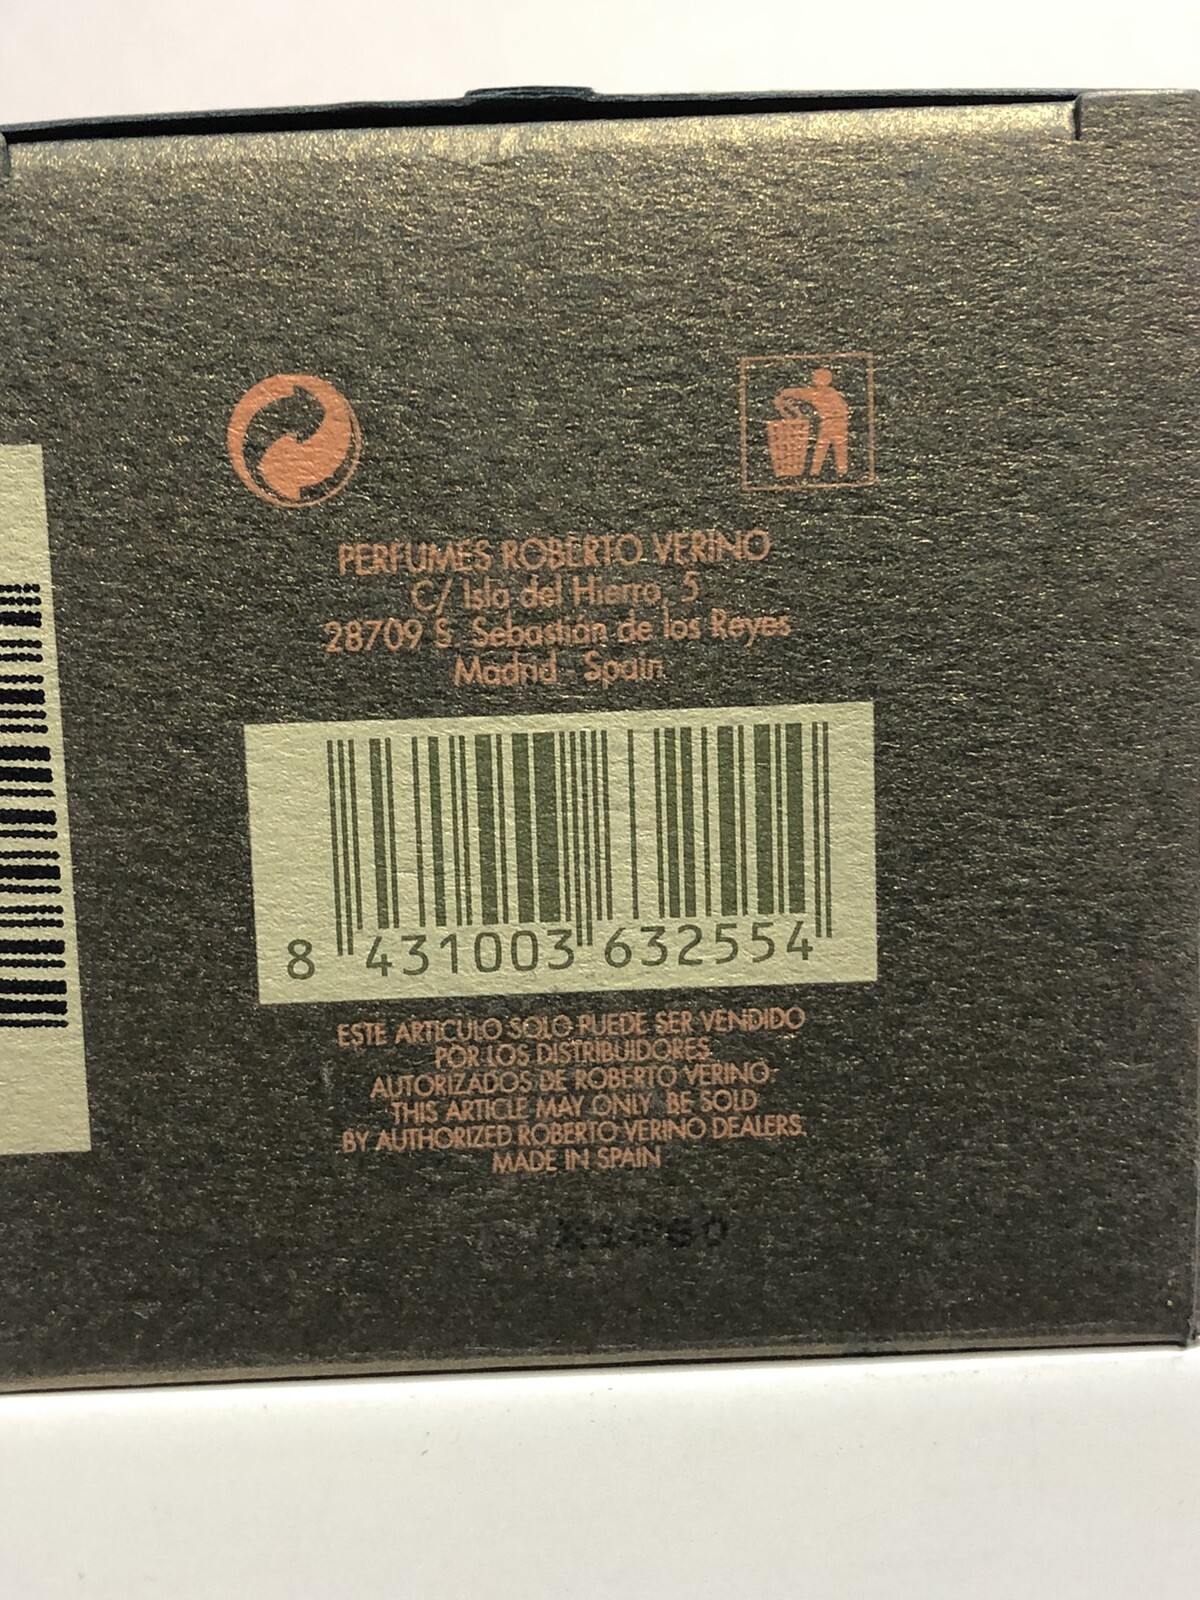 PERFUMES ROBERTO VERINO
C/ Isla del Hierro, 5
28709 S. Sebastián de los Reyes
Madrid - Spain.
8 431003 632554
ESTE ARTICULO SOLO PUEDE SER VENDIDO
POR LOS DISTRIBUIDORES
AUTORIZADOS DE ROBERTO VERINO.
THIS ARTICLE MAY ONLY BE SOLD
BY AUTHORIZED ROBERTO VERINO DEALERS.
MADE IN SPAIN